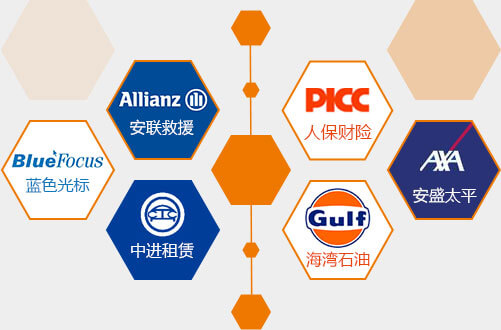 Allianz
安联救援
PICC
人保财险
BlueFocus
蓝色光标
AXA
安盛太平
中进租赁
Gulf
海湾石油